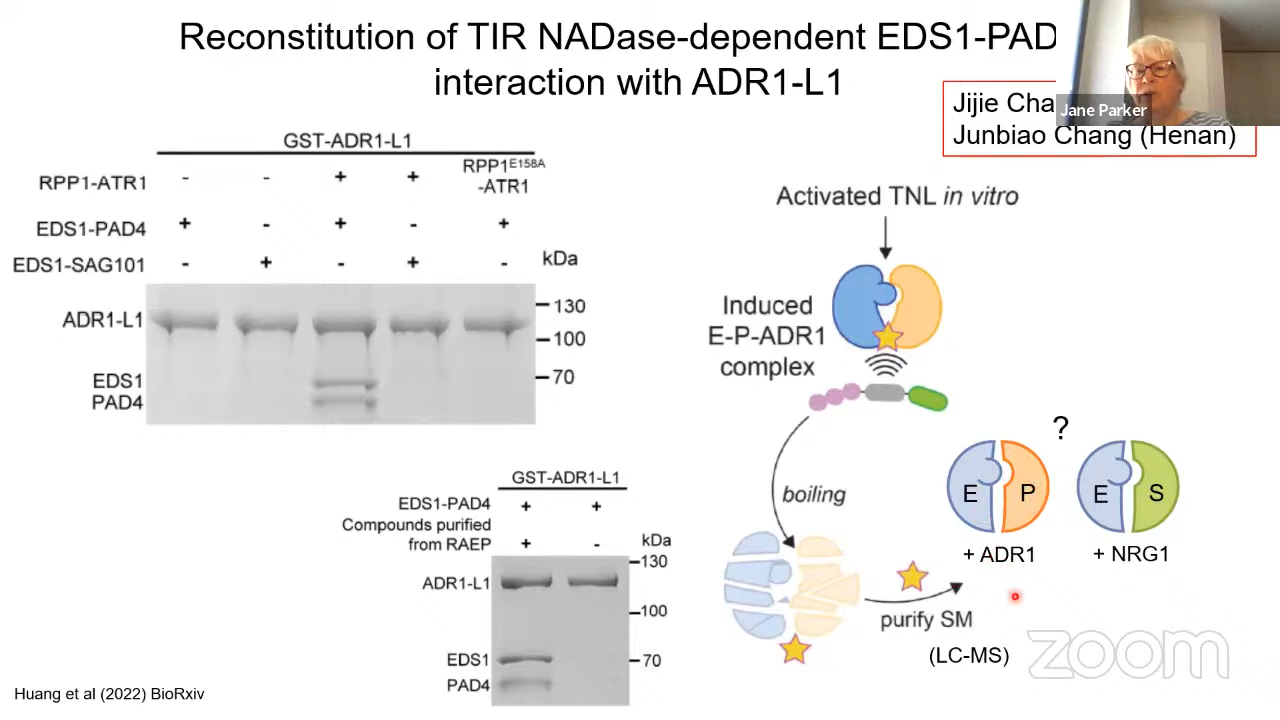 Reconstitution of TIR NADase-dependent EDS1-PAD
interaction with ADR1-L1
Jijie
Jane Parker
Junbiao Chang (Henan)
GST-ADR1-L1
RPP1-ATR1 - - + + RPP1E158A
-ATR1
EDS1-PAD4 + - + - +
EDS1-SAG101 - + - + - kDa
ADR1-L1
130
100
EDS1
70
PAD4
Activated TNL in vitro
Induced
E-P-ADR1
complex
boiling
?
E P
E S
+ ADR1
+ NRG1
purify SM
(LC-MS)
GST-ADR1-L1
EDS1-PAD4 + +
Compounds purified
from RAEP + - kDa
130
ADR1-L1
100
EDS1
70
PAD4
Huang et al (2022) BioRxiv
zoom